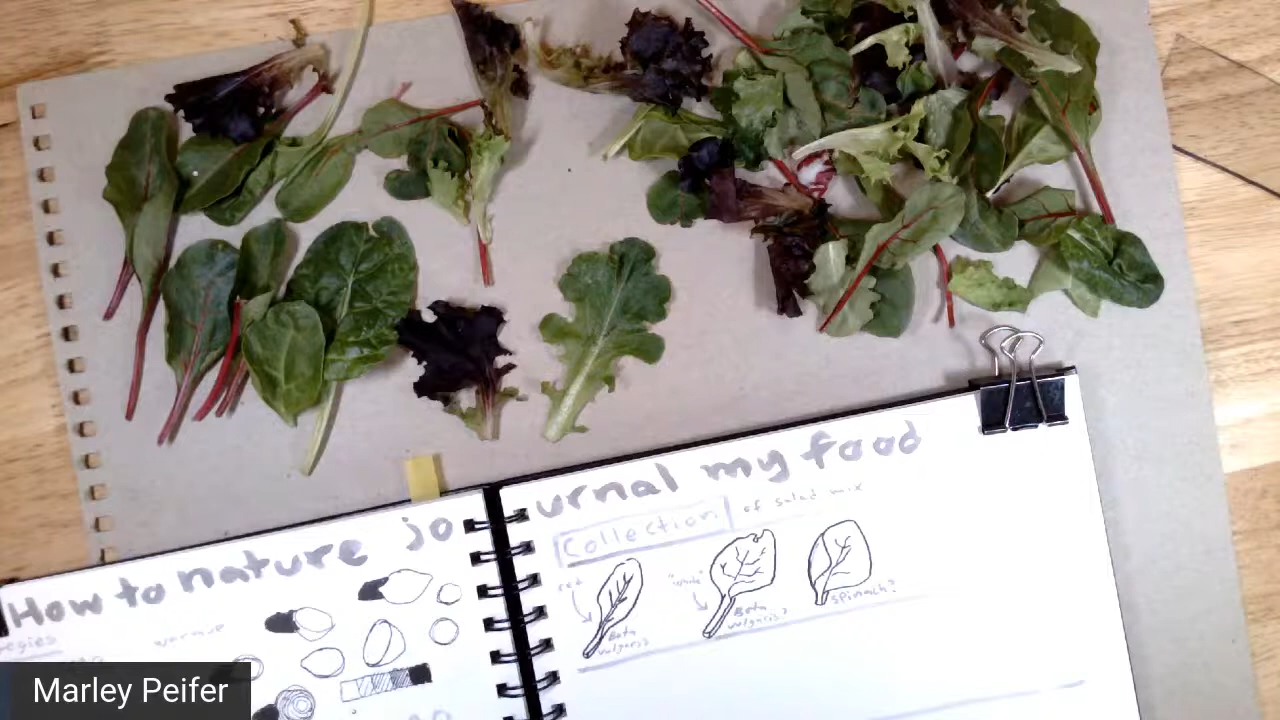 How to nature journal my food
warmup
Collection of salad mix
red
"white"
Beta vulgaris?
Beta vulgaris?
spinach?
Marley Peifer